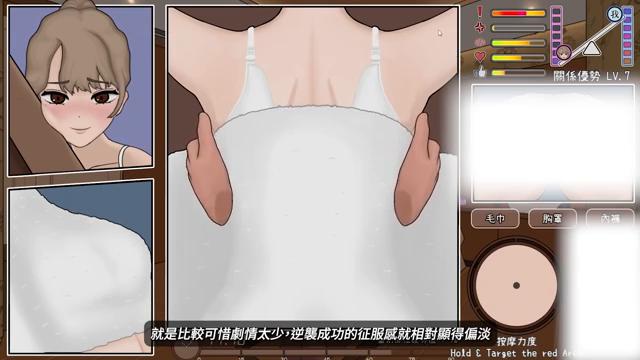 我
關係優勢 LV.7
毛巾 胸罩 內褲
按摩力度
Hold & Target the red Ar
就是比較可惜劇情太少，逆襲成功的征服感就相對顯得偏淡